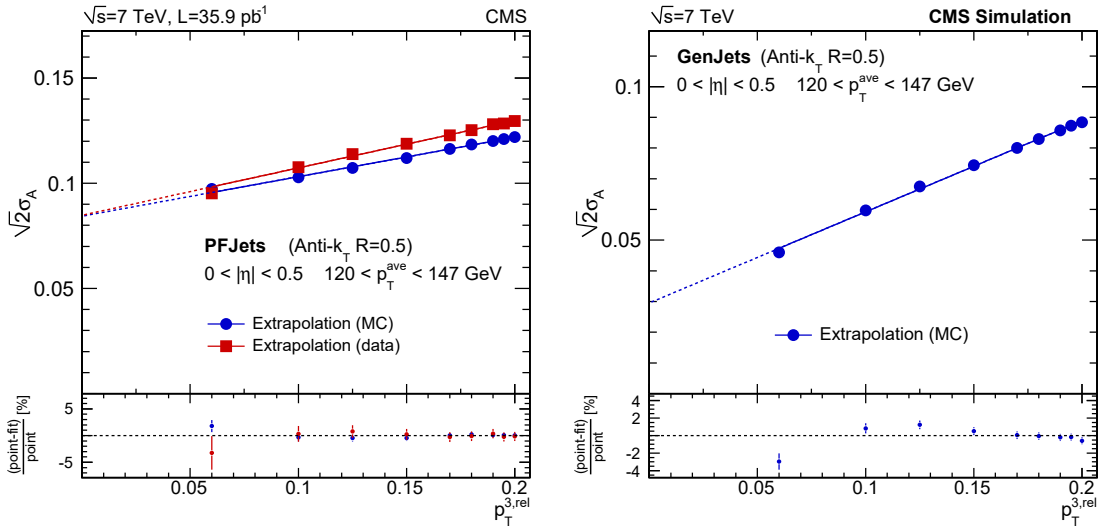 √s=7 TeV, L=35.9 pb⁻¹ CMS
√2σ_A
0.15
0.1
0.05
PFJets (Anti-k_T R=0.5)
0 < |η| < 0.5 120 < p_T^ave < 147 GeV
Extrapolation (MC)
Extrapolation (data)
(point-fit)/point [%]
5
-5
0.05 0.1 0.15 0.2
p_T^3,rel
√s=7 TeV CMS Simulation
√2σ_A
0.1
0.05
GenJets (Anti-k_T R=0.5)
0 < |η| < 0.5 120 < p_T^ave < 147 GeV
Extrapolation (MC)
(point-fit)/point [%]
4
2
0
-2
-4
0.05 0.1 0.15 0.2
p_T^3,rel